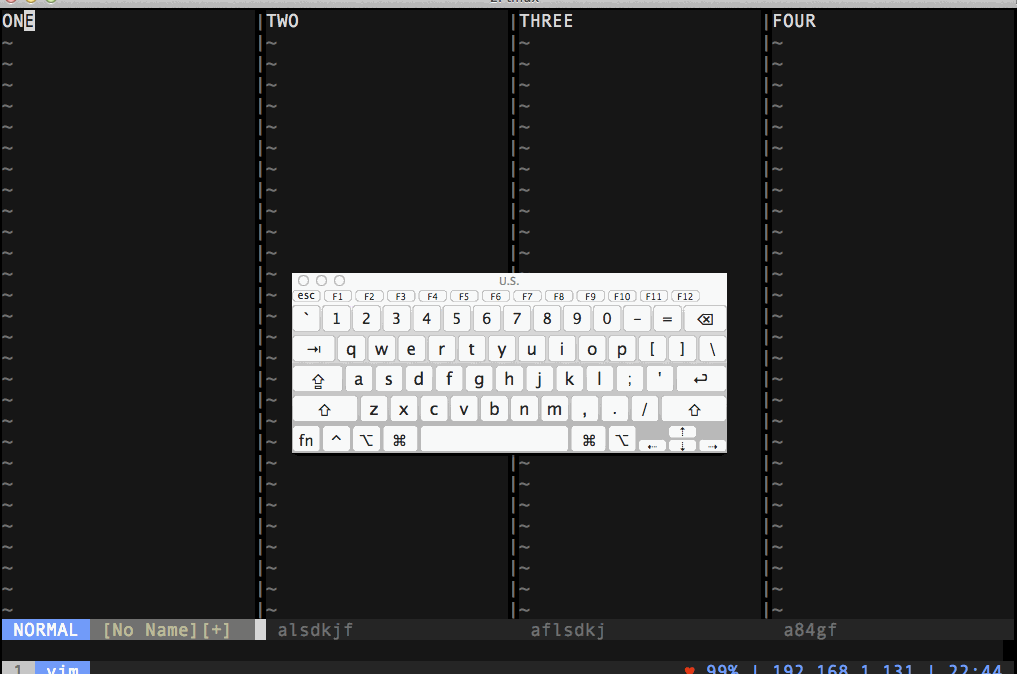 2. tmux
ONE TWO THREE FOUR
~ ~ ~ ~
~ ~ ~ ~
~ ~ ~ ~
~ ~ ~ ~
~ ~ ~ ~
~ ~ ~ ~
~ ~ ~ ~
~ ~ ~ ~
~ ~ ~ ~
~ ~ ~ ~
~ ~ ~ ~
U.S.
esc F1 F2 F3 F4 F5 F6 F7 F8 F9 F10 F11 F12
` 1 2 3 4 5 6 7 8 9 0 - = ⌫
⇥ q w e r t y u i o p [ ] \
⇪ a s d f g h j k l ; ' ↩
⇧ z x c v b n m , . / ⇧
fn ^ ⌥ ⌘ ⌘ ⌥ ⇠ ⇡ ⇣ ⇢
~ ~ ~ ~
~ ~ ~ ~
~ ~ ~ ~
~ ~ ~ ~
~ ~ ~ ~
~ ~ ~ ~
~ ~ ~ ~
~ ~ ~ ~
NORMAL [No Name][+] alsdkjf aflsdkj a84gf
1 vim ♥ 99% | 192.168.1.131 | 22:44